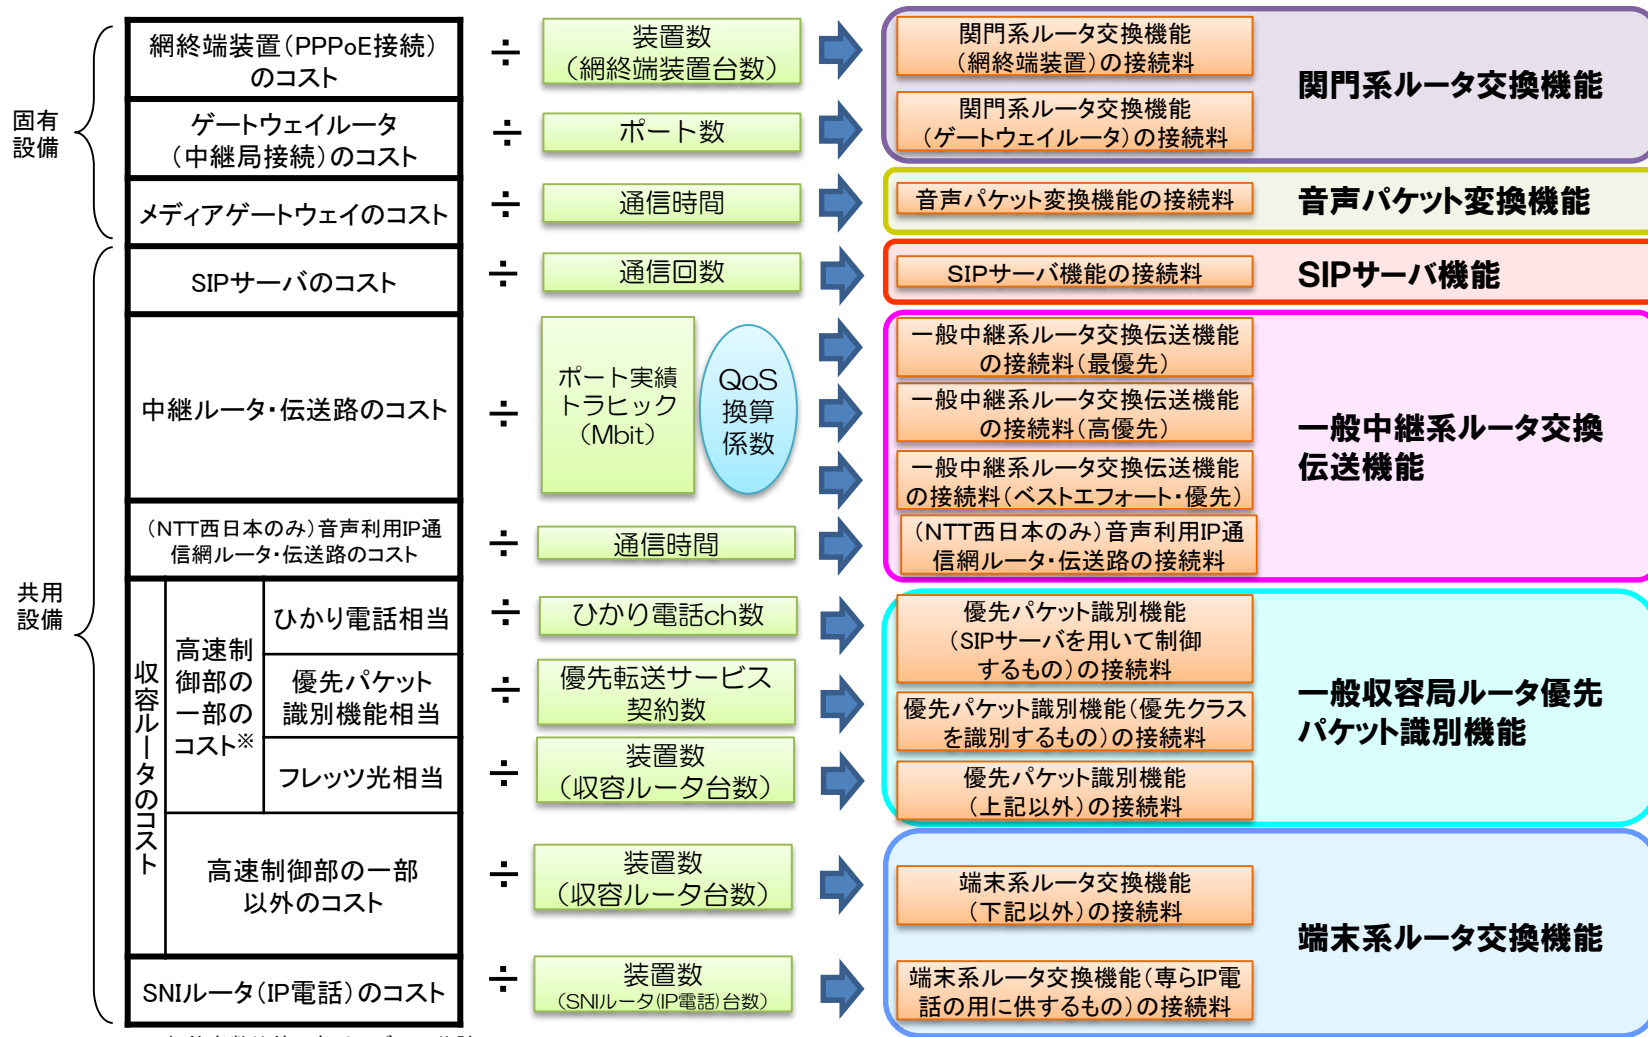 固有
設備
網終端装置(PPPoE接続)
のコスト
÷
装置数
(網終端装置台数)
関門系ルータ交換機能
(網終端装置)の接続料
関門系ルータ交換機能
ゲートウェイルータ
(中継局接続)のコスト
÷
ポート数
関門系ルータ交換機能
(ゲートウェイルータ)の接続料
メディアゲートウェイのコスト
÷
通信時間
音声パケット変換機能の接続料
音声パケット変換機能
共用
設備
SIPサーバのコスト
÷
通信回数
SIPサーバ機能の接続料
SIPサーバ機能
中継ルータ・伝送路のコスト
÷
ポート実績
トラヒック
(Mbit)
QoS
換算
係数
一般中継系ルータ交換伝送機能
の接続料(最優先)
一般中継系ルータ交換伝送機能
の接続料(高優先)
一般中継系ルータ交換伝送機能
の接続料(ベストエフォート・優先)
一般中継系ルータ交換
伝送機能
(NTT西日本のみ)音声利用IP通
信網ルータ・伝送路のコスト
÷
通信時間
(NTT西日本のみ)音声利用IP通
信網ルータ・伝送路の接続料
収容ルータのコスト
高速制
御部の
一部の
コスト※
ひかり電話相当
÷
ひかり電話ch数
優先パケット識別機能
(SIPサーバを用いて制御
するもの)の接続料
優先パケット
識別機能相当
÷
優先転送サービス
契約数
優先パケット識別機能(優先クラス
を識別するもの)の接続料
一般収容局ルータ優先
パケット識別機能
フレッツ光相当
÷
装置数
(収容ルータ台数)
優先パケット識別機能
(上記以外)の接続料
高速制御部の一部
以外のコスト
÷
装置数
(収容ルータ台数)
端末系ルータ交換機能
(下記以外)の接続料
端末系ルータ交換機能
SNIルータ(IP電話)のコスト
÷
装置数
(SNIルータ(IP電話)台数)
端末系ルータ交換機能(専らIP電
話の用に供するもの)の接続料